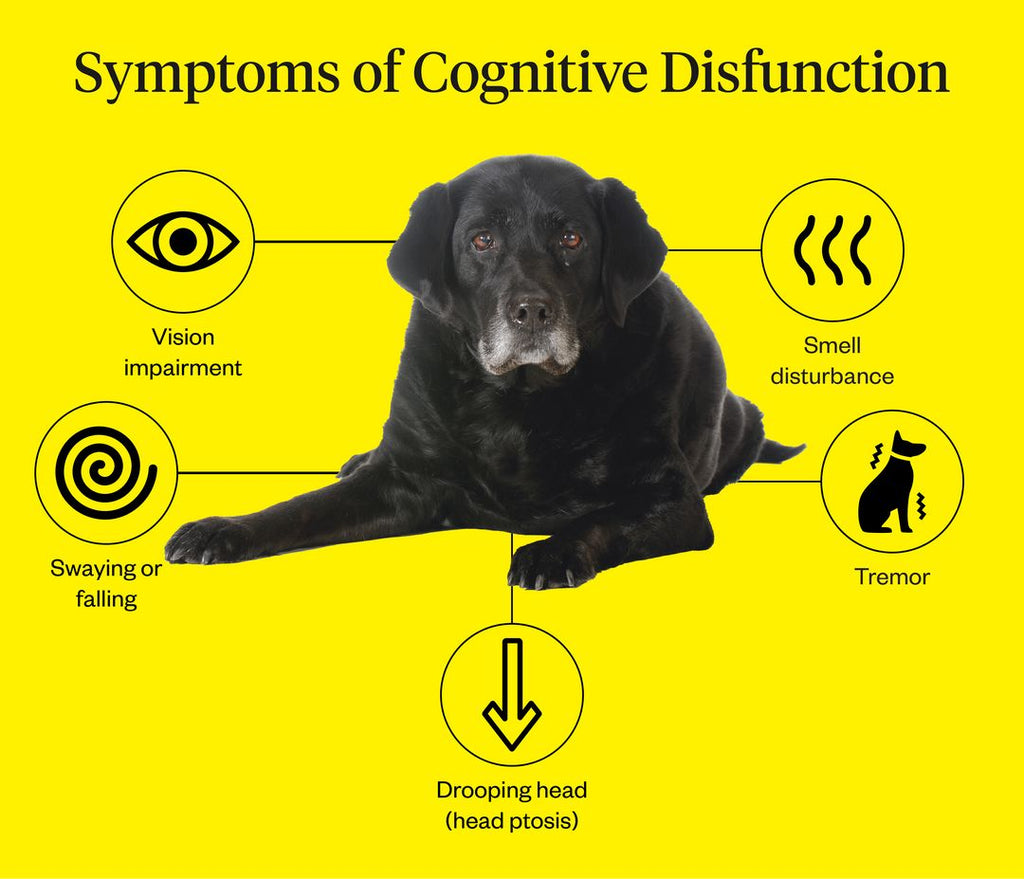 Symptoms of Cognitive Disfunction
Vision
impairment
Smell
disturbance
Swaying or
falling
Tremor
Drooping head
(head ptosis)